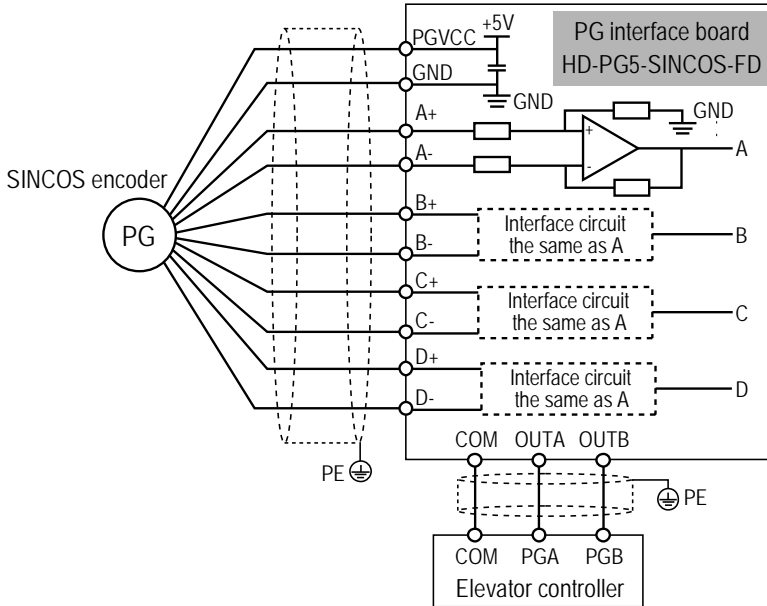 PG interface board
HD-PG5-SINCOS-FD
PGVCC
+5V
GND
GND
A+
GND
A
A-
SINCOS encoder
PG
B+
Interface circuit
the same as A
B
B-
C+
Interface circuit
the same as A
C
C-
D+
Interface circuit
the same as A
D
D-
COM OUTA OUTB
PE
PE
COM PGA PGB
Elevator controller
+
-